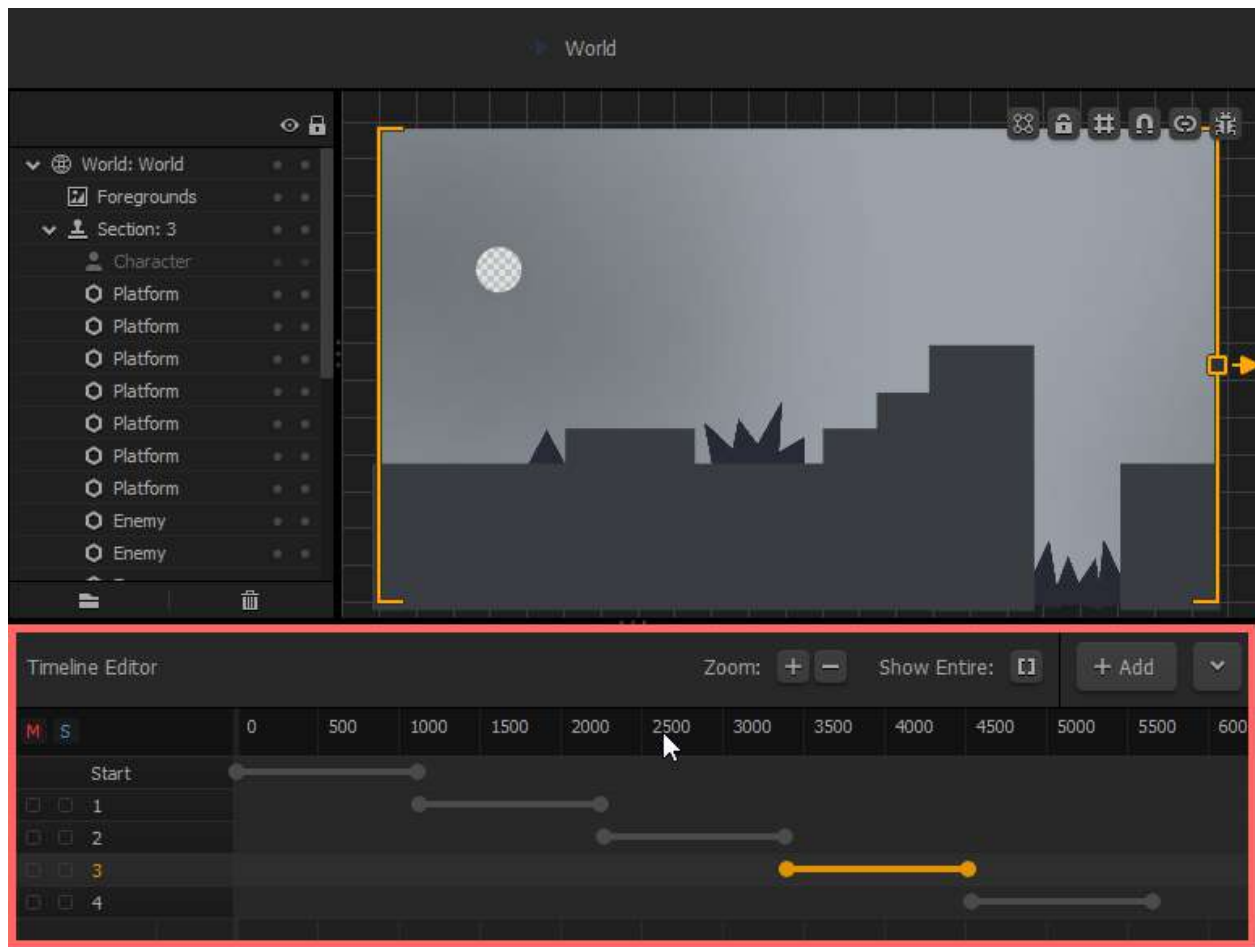 World
World: World
Foregrounds
Section: 3
Character
Platform
Platform
Platform
Platform
Platform
Platform
Platform
Enemy
Enemy
Timeline Editor Zoom: + − Show Entire: [] + Add
M S 0 500 1000 1500 2000 2500 3000 3500 4000 4500 5000 5500 600
Start
1
2
3
4